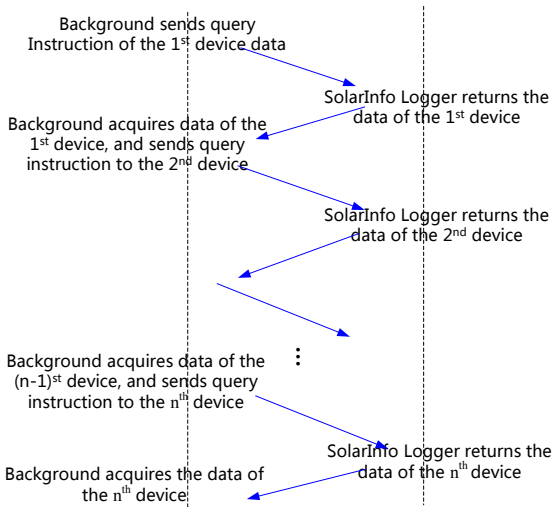 Background sends query
Instruction of the 1st device data
SolarInfo Logger returns the
data of the 1st device
Background acquires data of the
1st device, and sends query
instruction to the 2nd device
SolarInfo Logger returns the
data of the 2nd device
⋮
Background acquires data of the
(n-1)st device, and sends query
instruction to the nth device
SolarInfo Logger returns the
data of the nth device
Background acquires the data of
the nth device